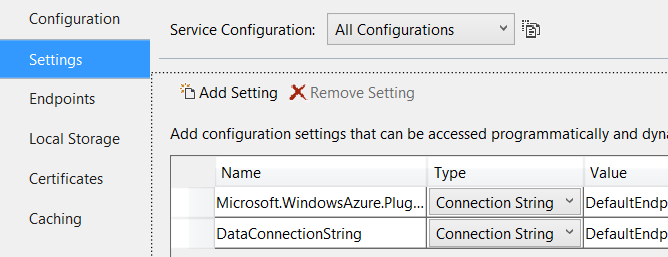 Configuration
Settings
Endpoints
Local Storage
Certificates
Caching
Service Configuration: All Configurations
Add Setting Remove Setting
Add configuration settings that can be accessed programmatically and dyna
Name Type Value
Microsoft.WindowsAzure.Plug... Connection String DefaultEndp
DataConnectionString Connection String DefaultEndp